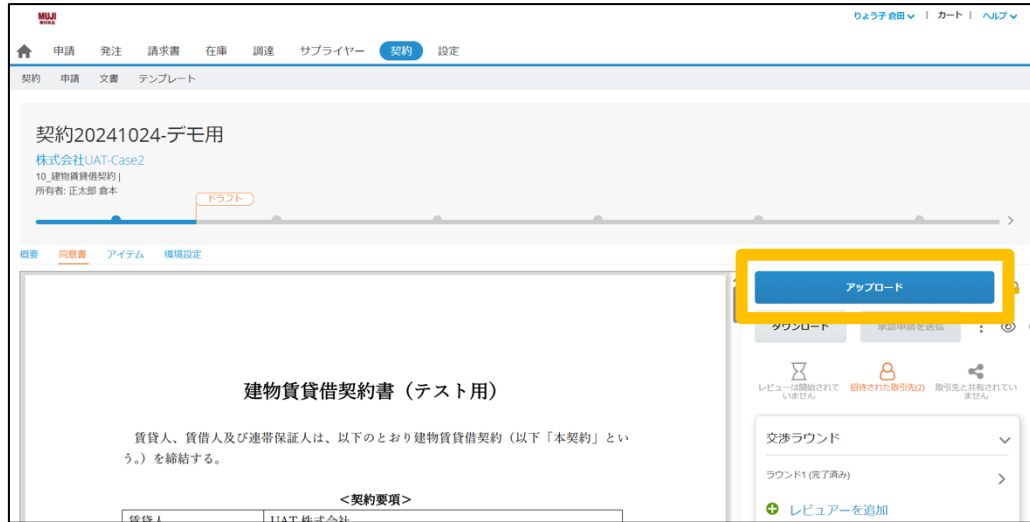 MUJI
無印良品
りょう子 倉田 | カート | ヘルプ
申請 発注 請求書 在庫 調達 サプライヤー 契約 設定
契約 申請 文書 テンプレート
契約20241024-デモ用
株式会社UAT-Case2
10_建物賃貸借契約 |
所有者: 正太郎 倉本
ドラフト
概要 同意書 アイテム 環境設定
アップロード
ダウンロード 承認申請を送信
レビューは開始されて
いません
招待された取引先(2)
取引先と共有されてい
ません
建物賃貸借契約書（テスト用）
賃貸人、賃借人及び連帯保証人は、以下のとおり建物賃貸借契約（以下「本契約」とい
う。）を締結する。
＜契約要項＞
賃貸人 UAT 株式会社
交渉ラウンド
ラウンド1 (完了済み)
レビュアーを追加